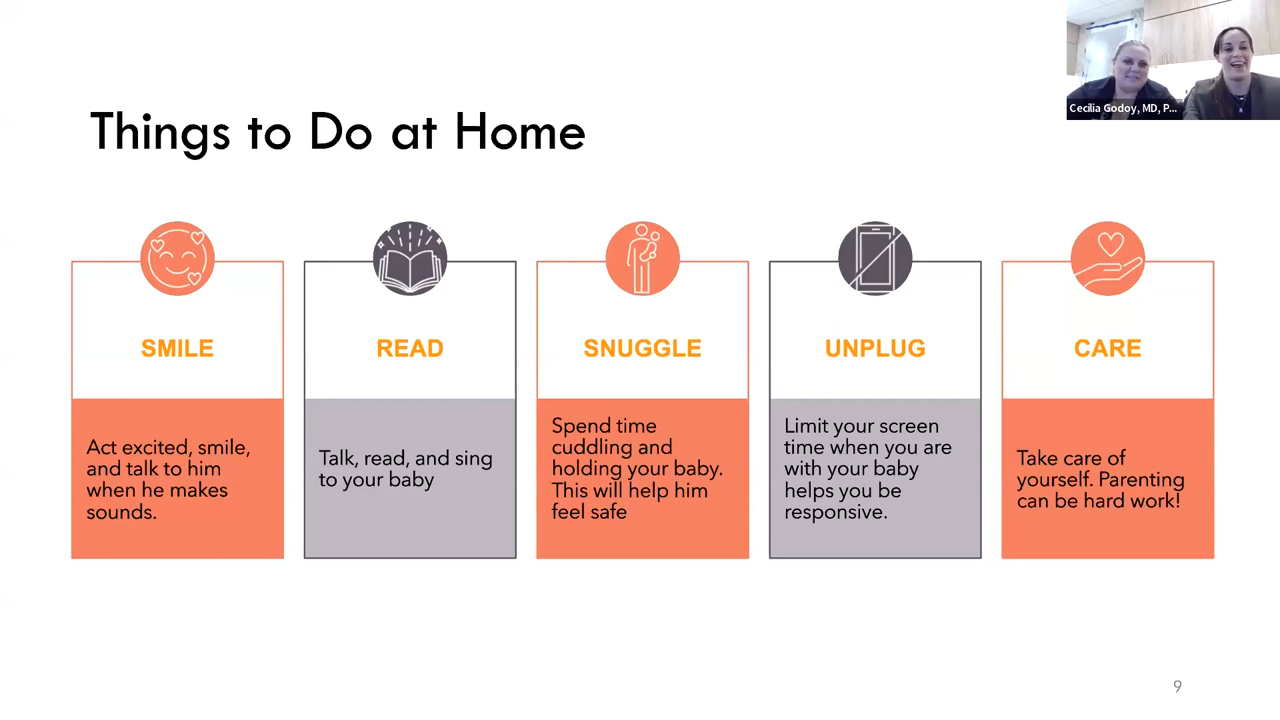 Cecilia Godoy, MD, P...
Things to Do at Home
SMILE
Act excited, smile,
and talk to him
when he makes
sounds.
READ
Talk, read, and sing
to your baby
SNUGGLE
Spend time
cuddling and
holding your baby.
This will help him
feel safe
UNPLUG
Limit your screen
time when you are
with your baby
helps you be
responsive.
CARE
Take care of
yourself. Parenting
can be hard work!
9